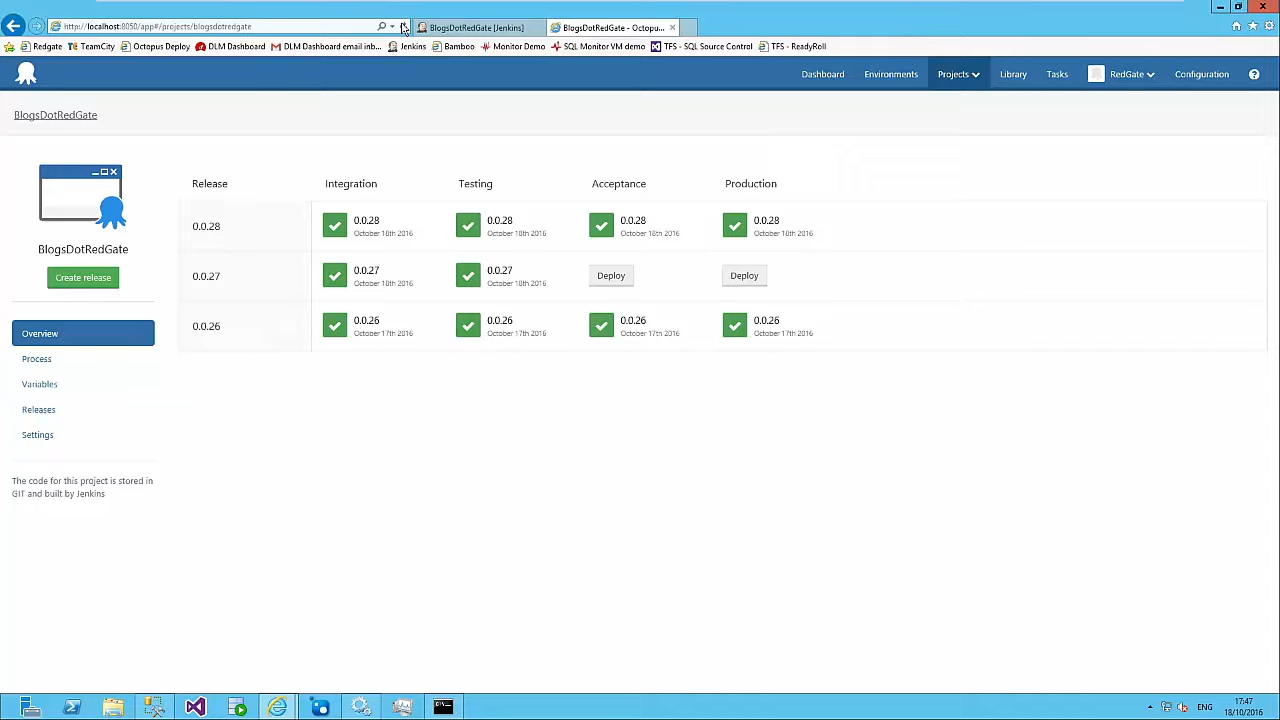 http://localhost:8050/app#/projects/blogsdotredgate
BlogsDotRedGate [Jenkins]
BlogsDotRedGate - Octopu...
Redgate
TeamCity
Octopus Deploy
DLM Dashboard
DLM Dashboard email inb...
Jenkins
Bamboo
Monitor Demo
SQL Monitor VM demo
TFS - SQL Source Control
TFS - ReadyRoll
Dashboard
Environments
Projects
Library
Tasks
RedGate
Configuration
BlogsDotRedGate
BlogsDotRedGate
Create release
Overview
Process
Variables
Releases
Settings
The code for this project is stored in
GIT and built by Jenkins
Release Integration Testing Acceptance Production
0.0.28 0.0.28 0.0.28 0.0.28 0.0.28
October 18th 2016 October 18th 2016 October 18th 2016 October 18th 2016
0.0.27 0.0.27 0.0.27 Deploy Deploy
October 18th 2016 October 18th 2016
0.0.26 0.0.26 0.0.26 0.0.26 0.0.26
October 17th 2016 October 17th 2016 October 17th 2016 October 17th 2016
ENG
17:47
18/10/2016